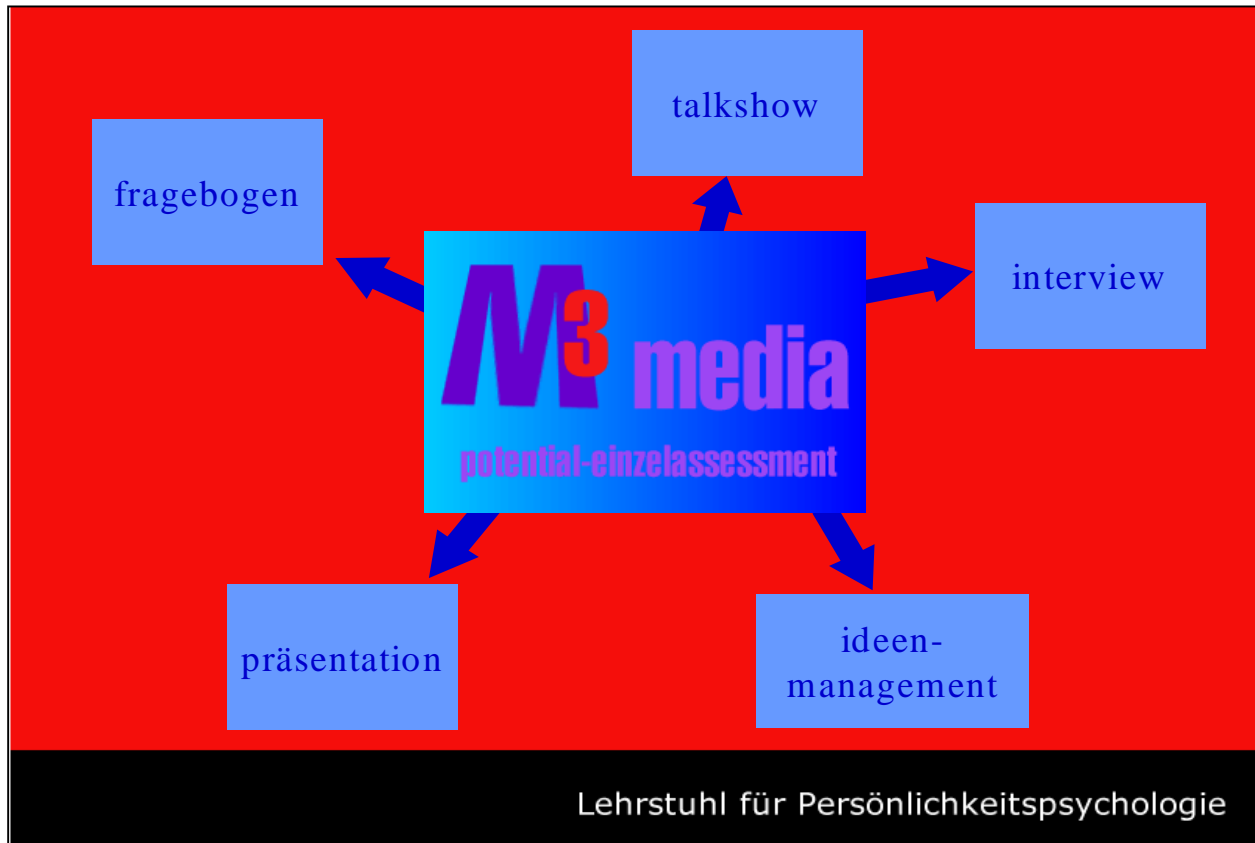 talkshow
fragebogen
interview
M3 media
potential-einzelassessment
präsentation
ideen-
management
Lehrstuhl für Persönlichkeitspsychologie